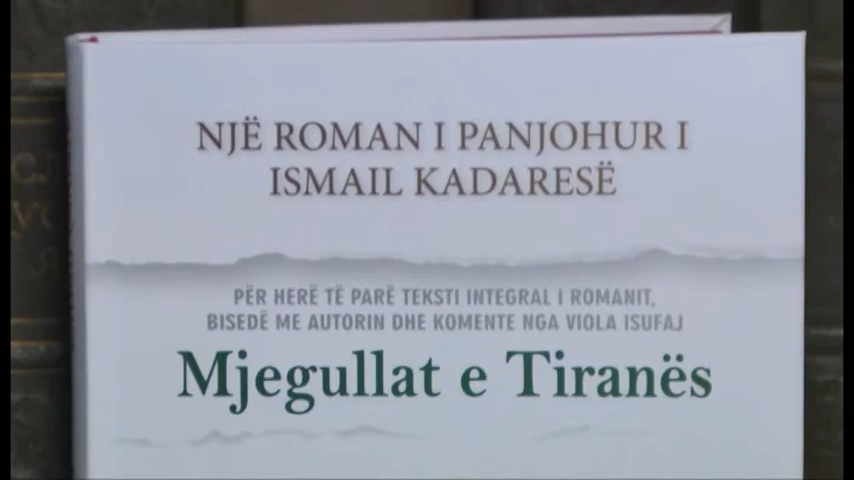 NJË ROMAN I PANJOHUR I
ISMAIL KADARESË
PËR HERË TË PARË TEKSTI INTEGRAL I ROMANIT,
BISEDË ME AUTORIN DHE KOMENTE NGA VIOLA ISUFAJ
Mjegullat e Tiranës